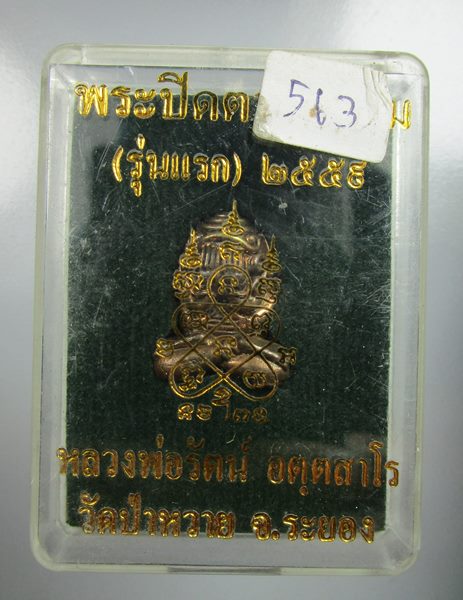 513
พระปิดตา
(รุ่นแรก) ๒๕๕๘
หลวงพ่อรัตน์ อตฺตสาโร
วัดป่าหวาย จ.ระยอง